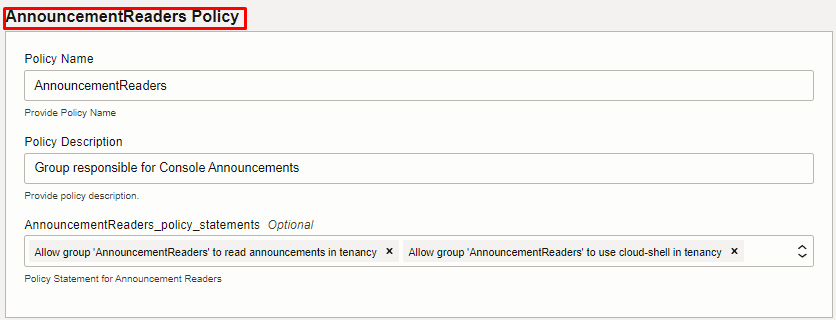 AnnouncementReaders Policy
Policy Name
AnnouncementReaders
Provide Policy Name
Policy Description
Group responsible for Console Announcements
Provide policy description.
AnnouncementReaders_policy_statements Optional
Allow group 'AnnouncementReaders' to read announcements in tenancy × Allow group 'AnnouncementReaders' to use cloud-shell in tenancy ×
Policy Statement for Announcement Readers